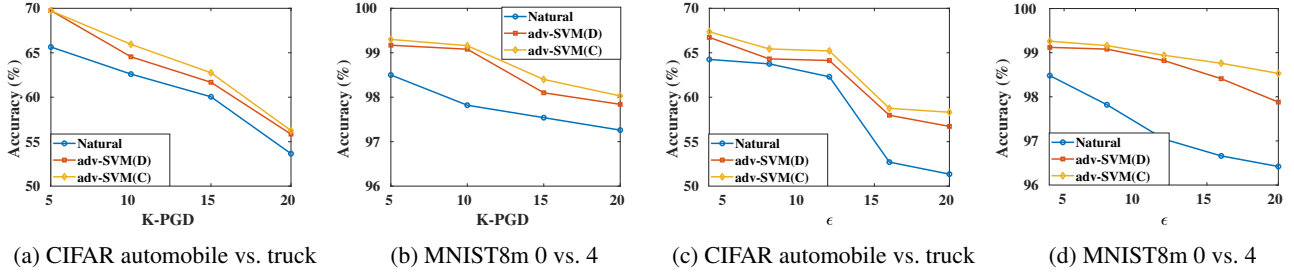 70
65
60
55
50
Accuracy (%)
Natural
adv-SVM(D)
adv-SVM(C)
5 10 15 20
K-PGD
(a) CIFAR automobile vs. truck
100
99
98
97
96
Accuracy (%)
Natural
adv-SVM(D)
adv-SVM(C)
5 10 15 20
K-PGD
(b) MNIST8m 0 vs. 4
70
65
60
55
50
Accuracy (%)
Natural
adv-SVM(D)
adv-SVM(C)
5 10 15 20
ϵ
(c) CIFAR automobile vs. truck
100
99
98
97
96
Accuracy (%)
Natural
adv-SVM(D)
adv-SVM(C)
5 10 15 20
ϵ
(d) MNIST8m 0 vs. 4